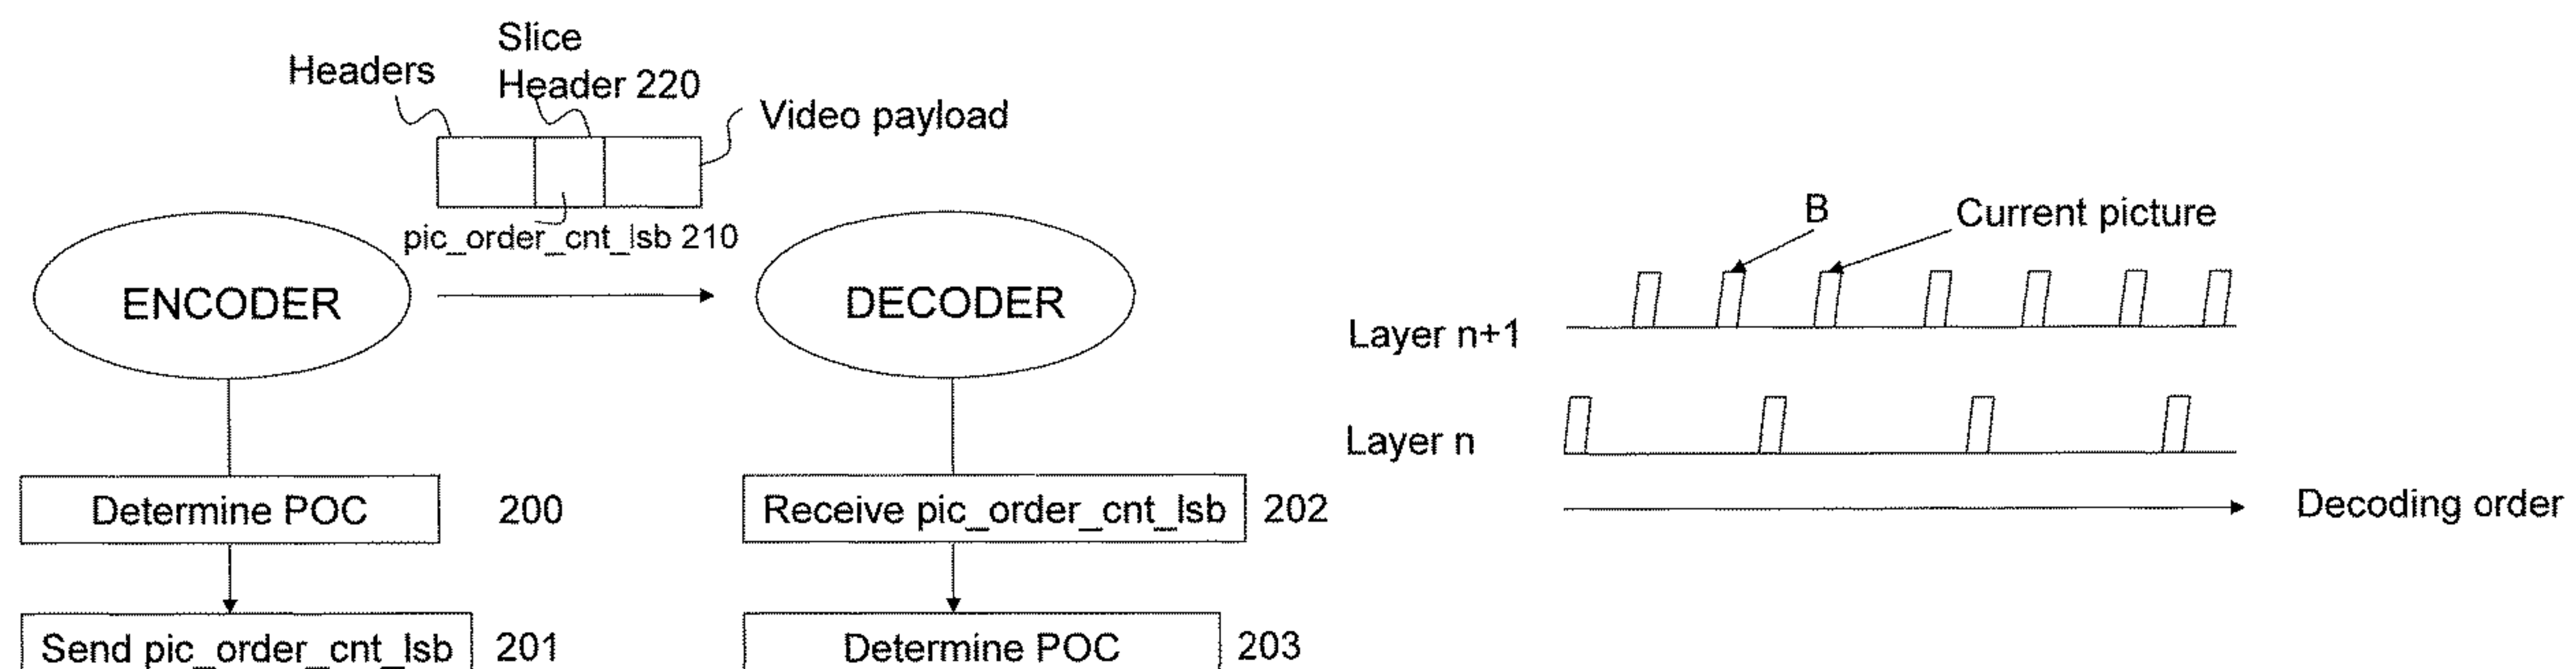 Slice
Headers
Header 220
Video payload
pic_order_cnt_lsb 210
ENCODER
DECODER
Determine POC 200
Receive pic_order_cnt_lsb 202
Send pic_order_cnt_lsb 201
Determine POC 203
B
Current picture
Layer n+1
Layer n
Decoding order